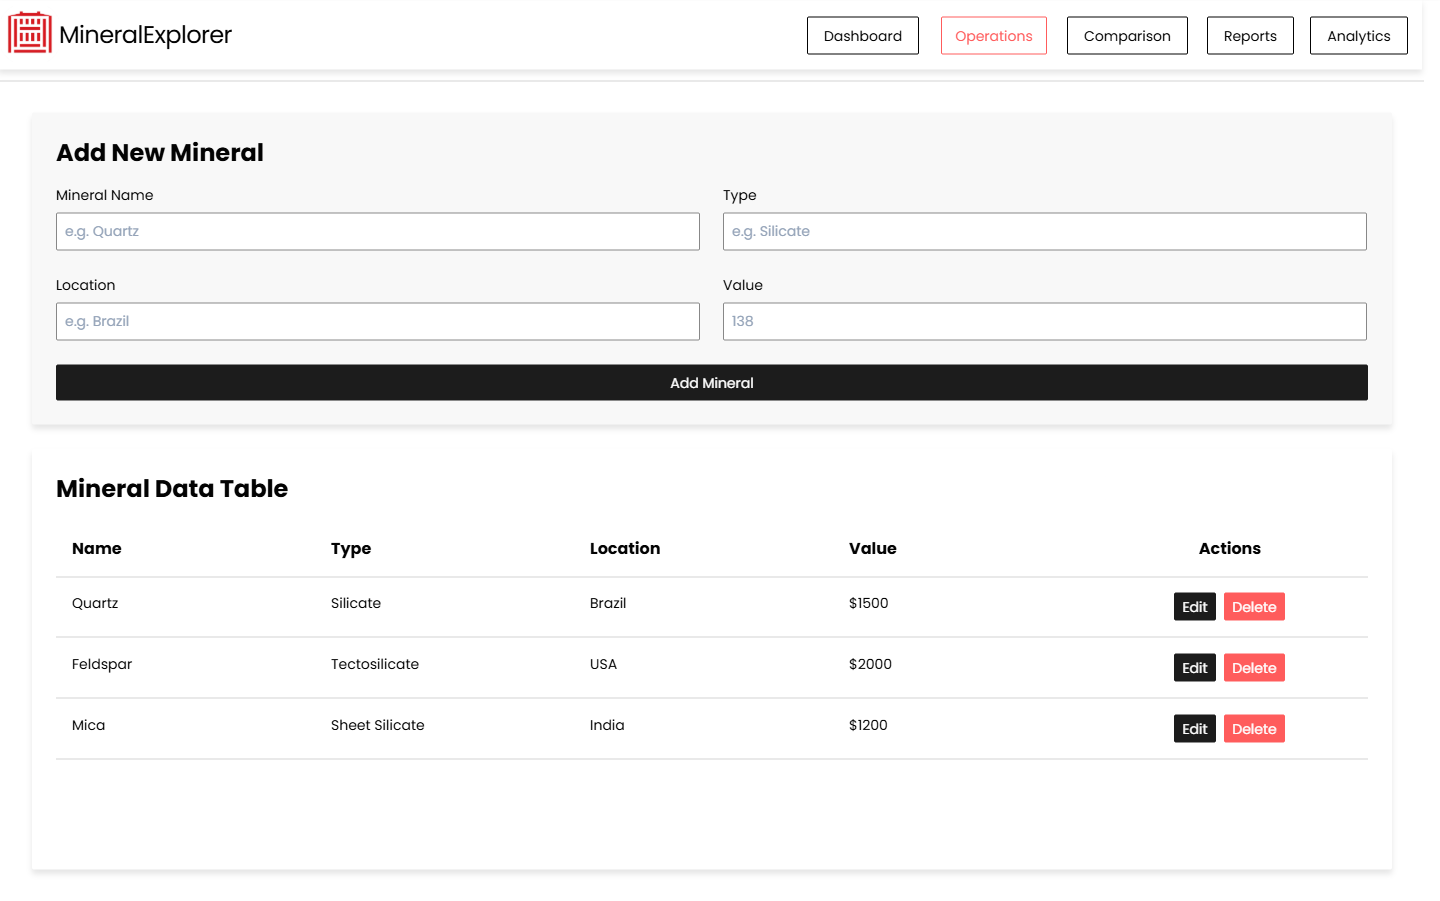 MineralExplorer
Dashboard Operations Comparison Reports Analytics
Add New Mineral
Mineral Name Type
e.g. Quartz e.g. Silicate
Location Value
e.g. Brazil 138
Add Mineral
Mineral Data Table
Name Type Location Value Actions
Quartz Silicate Brazil $1500 Edit Delete
Feldspar Tectosilicate USA $2000 Edit Delete
Mica Sheet Silicate India $1200 Edit Delete